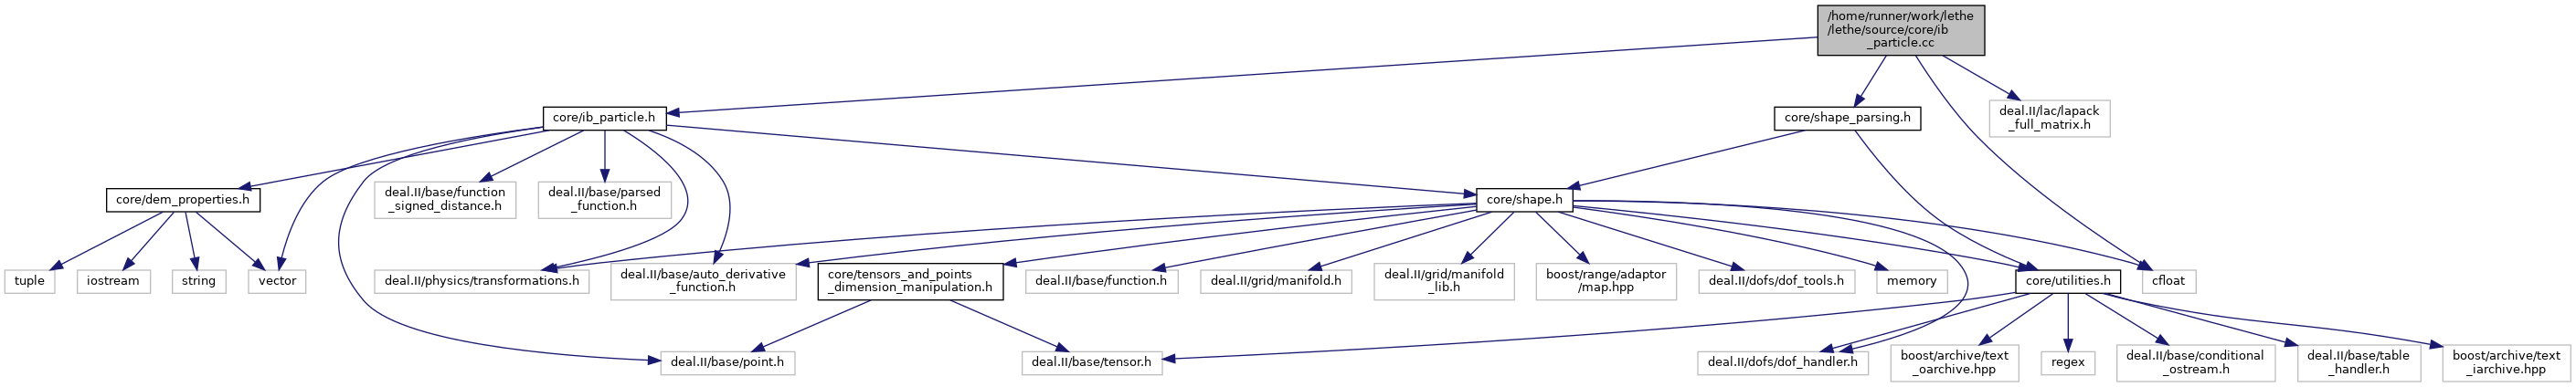 /home/runner/work/lethe
/lethe/source/core/ib
_particle.cc
core/ib_particle.h
core/shape_parsing.h
deal.II/lac/lapack
_full_matrix.h
core/dem_properties.h
deal.II/base/function
_signed_distance.h
deal.II/base/parsed
_function.h
core/shape.h
tuple
iostream
string
vector
deal.II/physics/transformations.h
deal.II/base/auto_derivative
_function.h
core/tensors_and_points
_dimension_manipulation.h
deal.II/base/function.h
deal.II/grid/manifold.h
deal.II/grid/manifold
_lib.h
boost/range/adaptor
/map.hpp
deal.II/dofs/dof_tools.h
memory
core/utilities.h
cfloat
deal.II/base/point.h
deal.II/base/tensor.h
deal.II/dofs/dof_handler.h
boost/archive/text
_oarchive.hpp
regex
deal.II/base/conditional
_ostream.h
deal.II/base/table
_handler.h
boost/archive/text
_iarchive.hpp